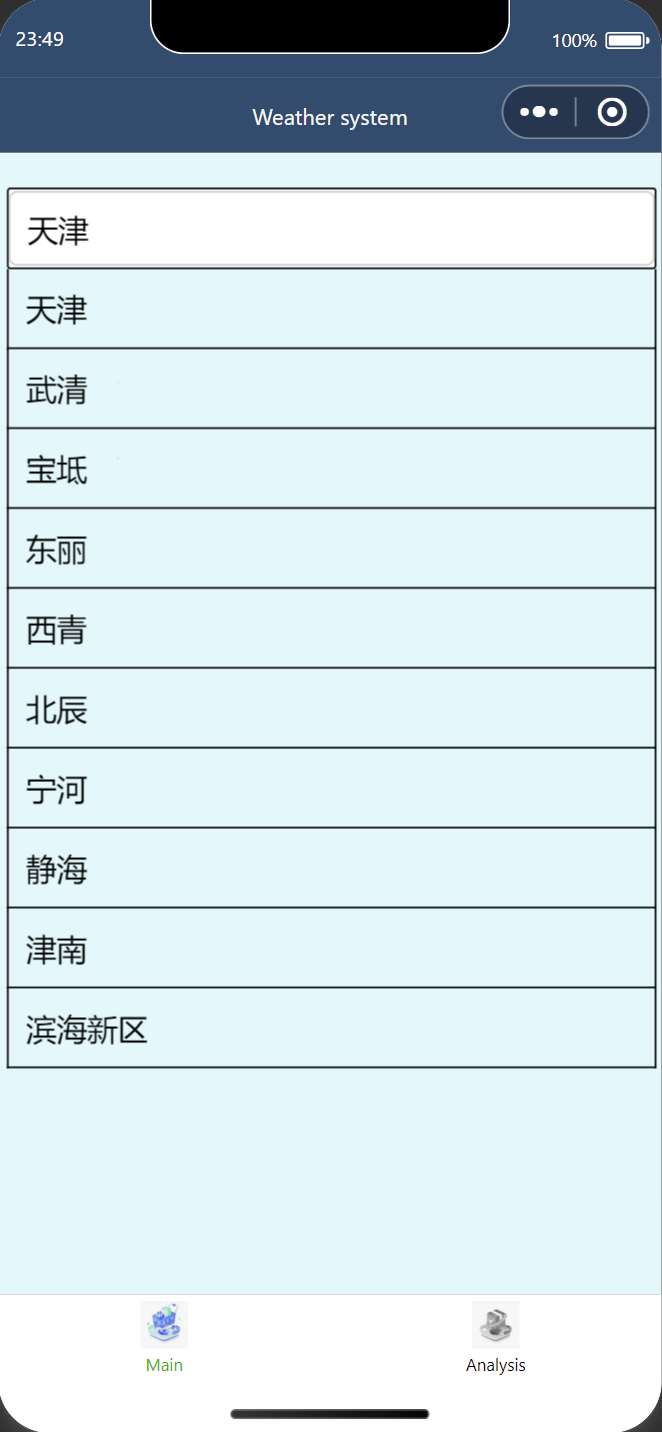 23:49
100%
Weather system
天津
天津
武清
宝坻
东丽
西青
北辰
宁河
静海
津南
滨海新区
Main
Analysis